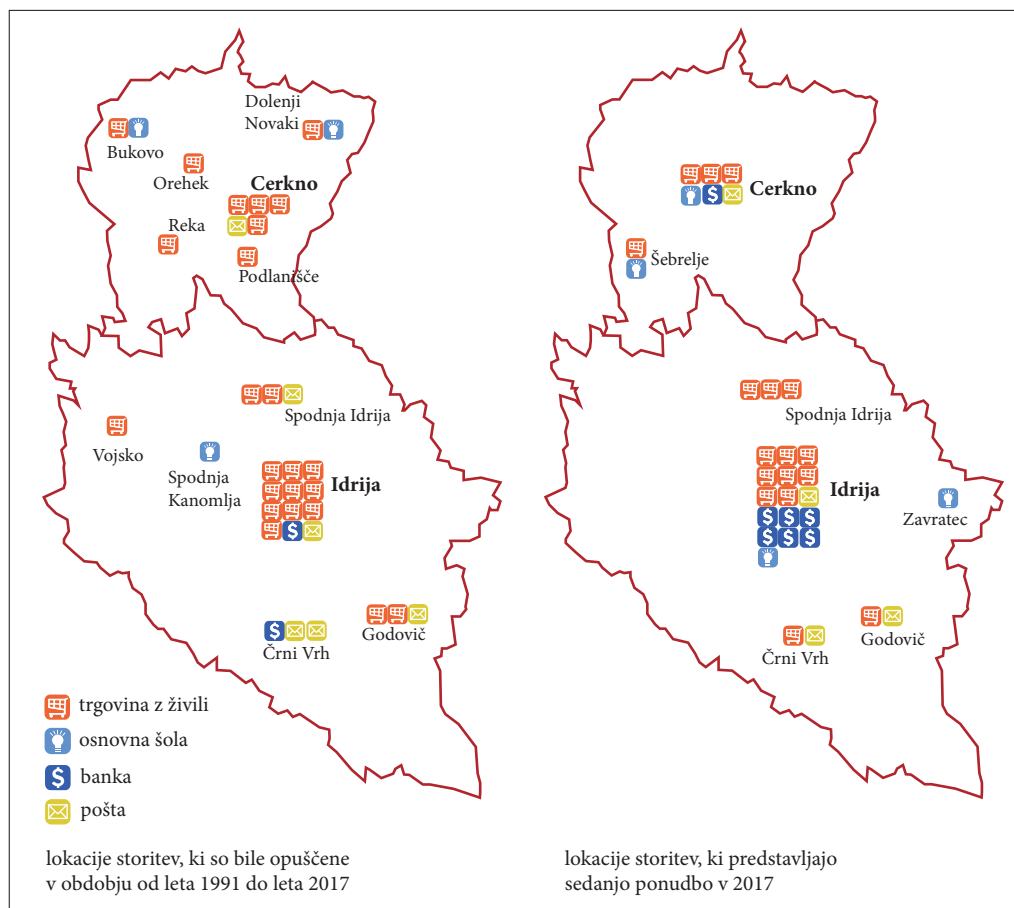 Dolenji
Novaki
Bukovo
Orehek
Cerkno
Reka
Podlanišče
Spodnja Idrija
Vojsko
Spodnja
Kanomlja
Idrija
Godovič
Črni Vrh
trgovina z živili
osnovna šola
banka
pošta
lokacije storitev, ki so bile opuščene
v obdobju od leta 1991 do leta 2017
Cerkno
Šebrelje
Spodnja Idrija
Idrija
Zavratec
Godovič
Črni Vrh
lokacije storitev, ki predstavljajo
sedanjo ponudbo v 2017